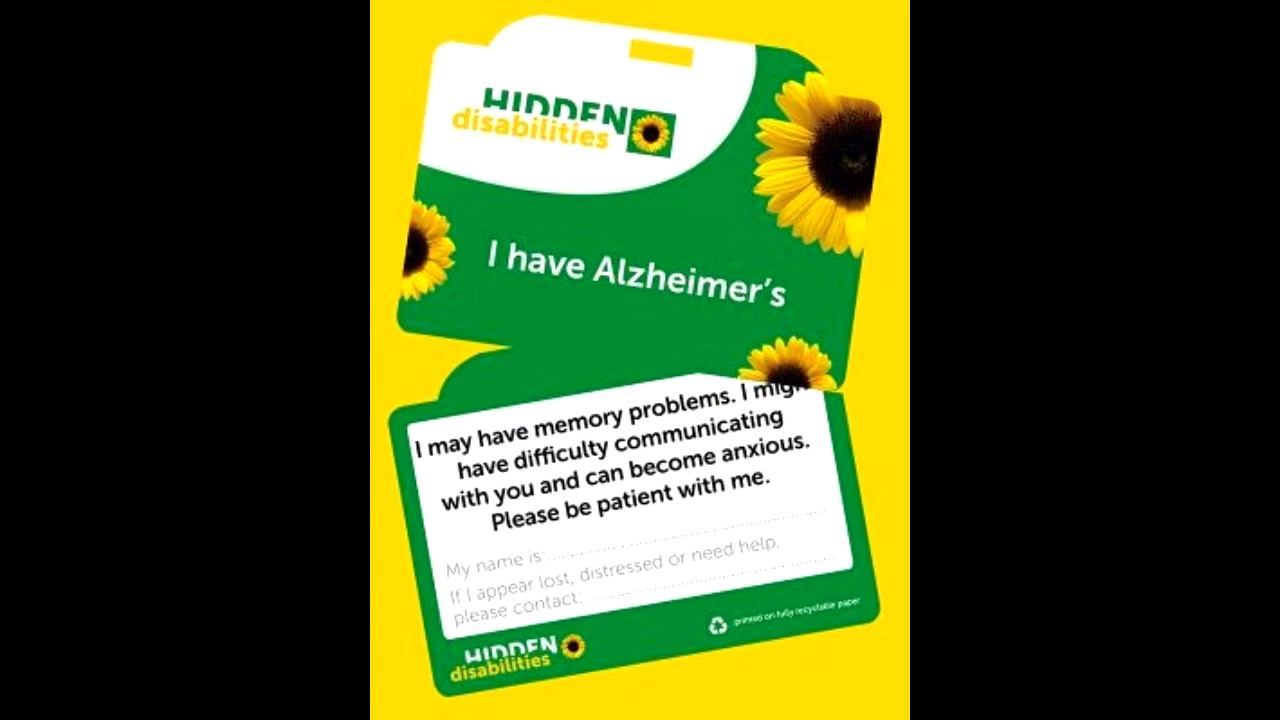 HIDDEN
disabilities
I have Alzheimer's
I may have memory problems. I
have difficulty communicating
with you and can become anxious.
Please be patient with me.
My name is:
If I appear lost, distressed or need help,
please contact:
HIDDEN
disabilities
printed on fully recyclable paper